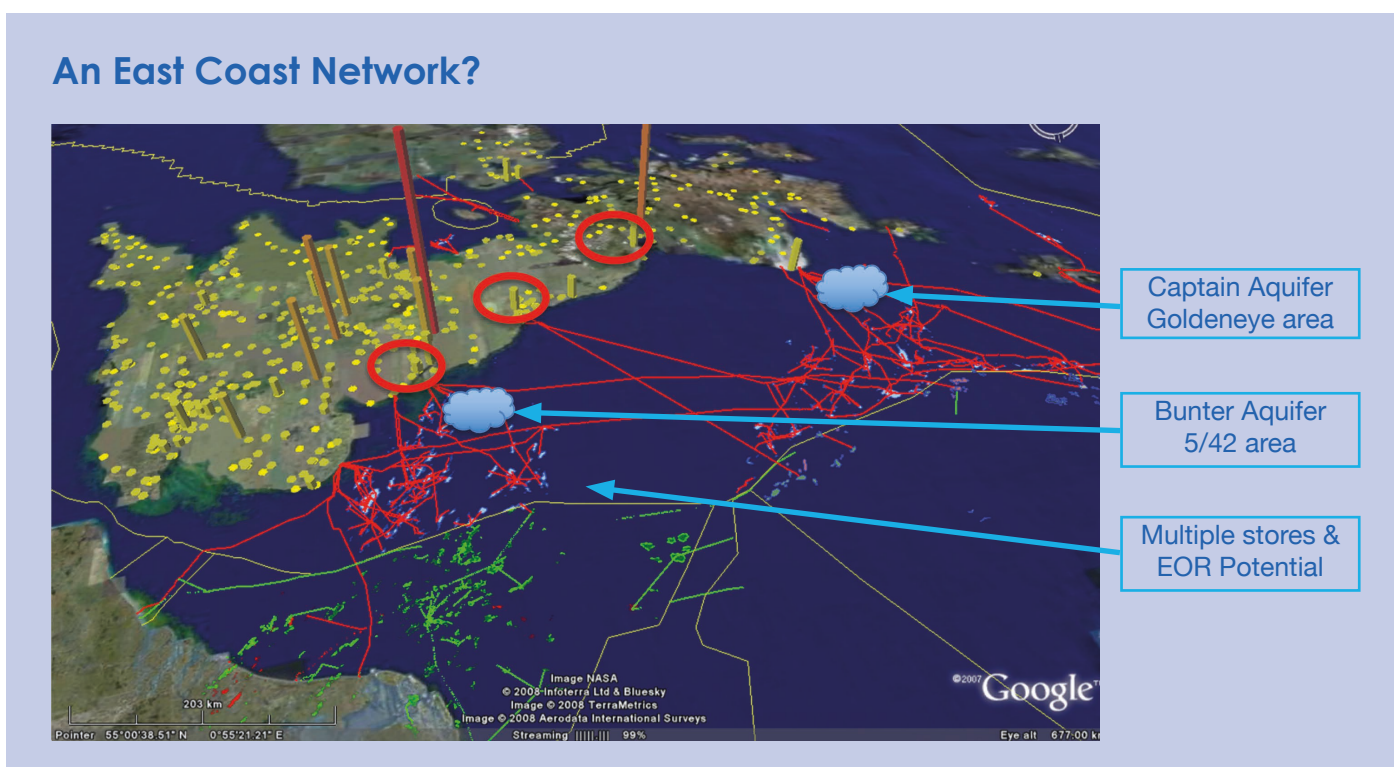 An East Coast Network?
Captain Aquifer
Goldeneye area
Bunter Aquifer
5/42 area
Multiple stores &
EOR Potential
203 km
Image NASA
© 2008 Infoterra Ltd & Bluesky
Image © 2008 TerraMetrics
Image © 2008 Aerodata International Surveys
©2007 Google™
Pointer 55°00'38.51" N 0°55'21.21" E
Streaming ||||||.||| 99%
Eye alt 677.00 km